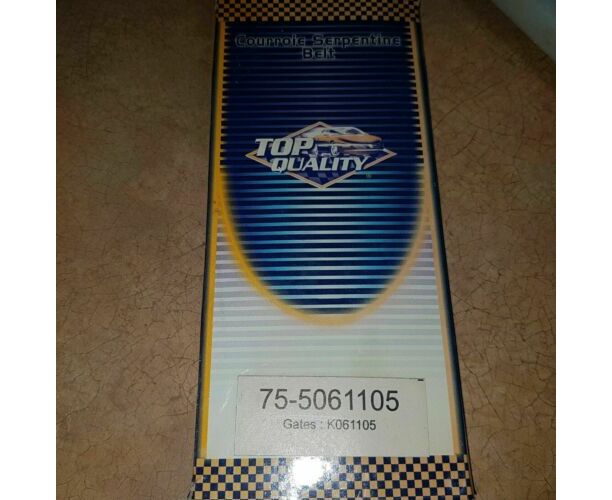 Courroie Serpentine
Belt
TOP
QUALITY
75-5061105
Gates : K061105